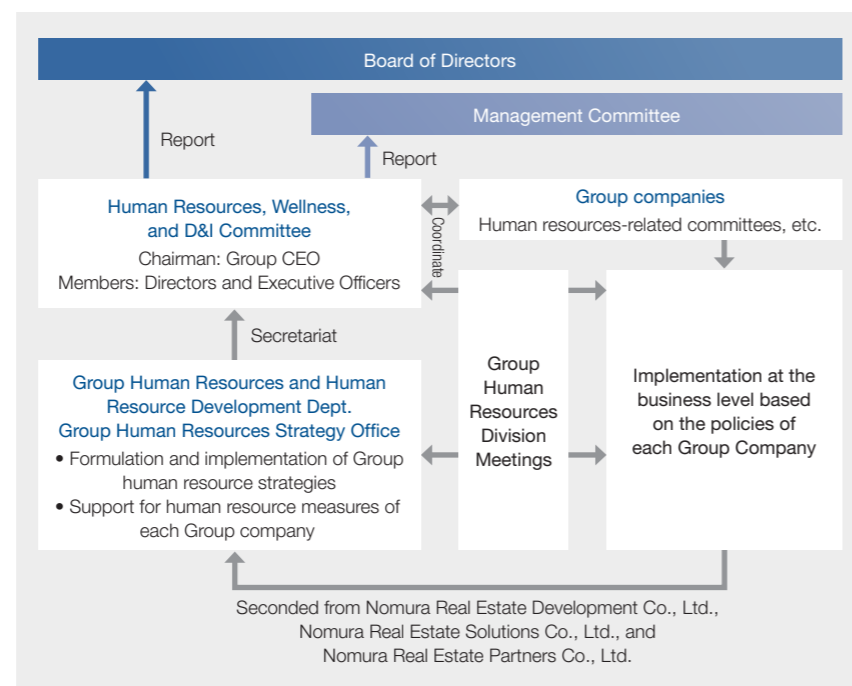 Board of Directors
Management Committee
Report
Report
Human Resources, Wellness,
and D&I Committee
Chairman: Group CEO
Members: Directors and Executive Officers
Coordinate
Group companies
Human resources-related committees, etc.
Secretariat
Group Human Resources and Human
Resource Development Dept.
Group Human Resources Strategy Office
• Formulation and implementation of Group
human resource strategies
• Support for human resource measures of
each Group company
Group
Human
Resources
Division
Meetings
Implementation at the
business level based
on the policies of
each Group Company
Seconded from Nomura Real Estate Development Co., Ltd.,
Nomura Real Estate Solutions Co., Ltd., and
Nomura Real Estate Partners Co., Ltd.